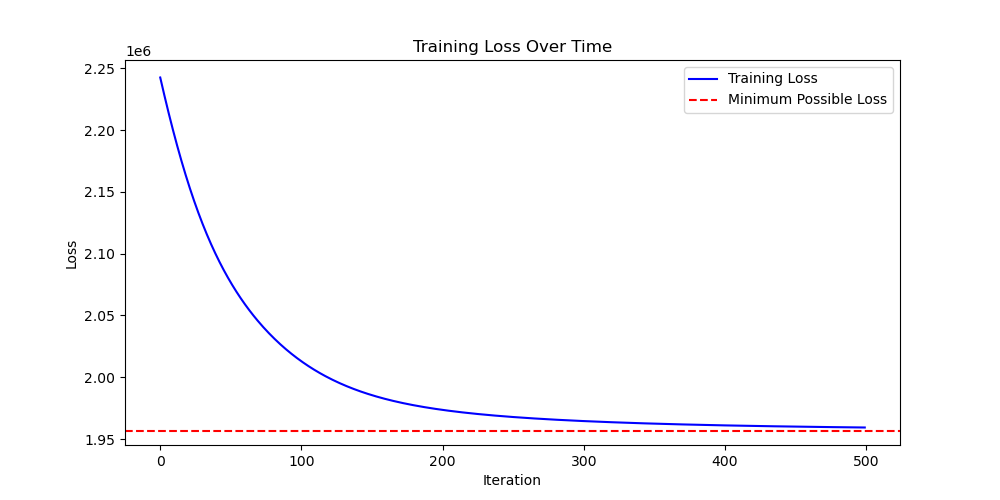 Training Loss Over Time
1e6
2.25
2.20
2.15
2.10
2.05
2.00
1.95
Loss
Training Loss
Minimum Possible Loss
0
100
200
300
400
500
Iteration